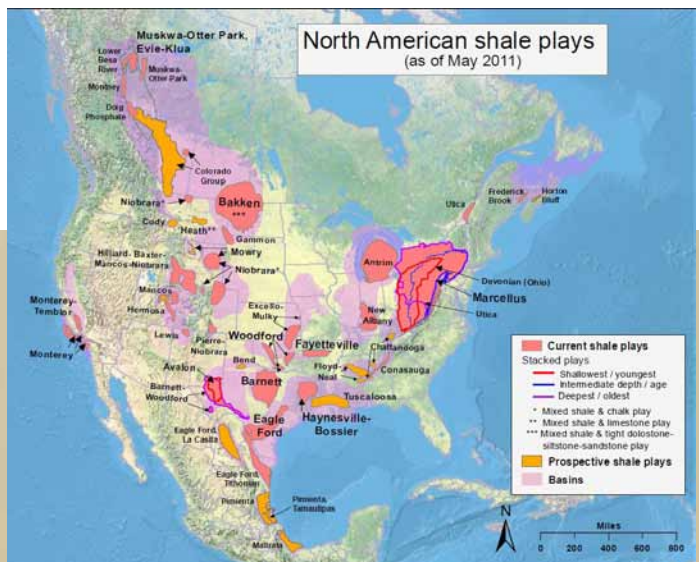 North American shale plays
(as of May 2011)
Muskwa-Otter Park,
Evie-Klua
Lower
Besa
River
Muskwa-
Otter Park
Montney
Doig
Phosphate
Colorado
Group
Niobrara*
Bakken
***
Cody
Heath**
Gammon
Mowry
Hilliard-Baxter-
Mancos-Niobrara
Niobrara*
Mancos
Hermosa
Lewis
Pierre-
Niobrara
Monterey-
Temblor
Monterey
Excello-
Mulky
Woodford
Fayetteville
Bend
Avalon
Barnett-
Woodford
Barnett
Eagle
Ford
Haynesville-
Bossier
Floyd-
Neal
Tuscaloosa
Conasauga
Chattanooga
New
Albany
Antrim
Utica
Frederick
Brook
Horton
Bluff
Devonian (Ohio)
Marcellus
Utica
Eagle Ford,
La Casita
Eagle Ford,
Tithonian
Pimienta
Pimienta,
Tamaulipas
Maltrata
Current shale plays
Stacked plays
Shallowest / youngest
Intermediate depth / age
Deepest / oldest
* Mixed shale & chalk play
** Mixed shale & limestone play
*** Mixed shale & tight dolostone-
siltstone-sandstone play
Prospective shale plays
Basins
N
Miles
0 200 400 600 800